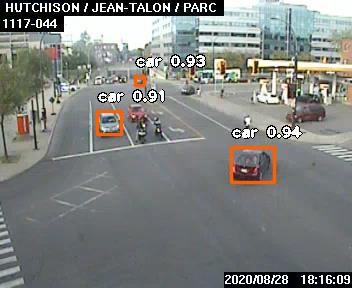 HUTCHISON / JEAN-TALON / PARC
1117-044
car 0.93
car 0.91
car 0.94
2020/08/28 18:16:09